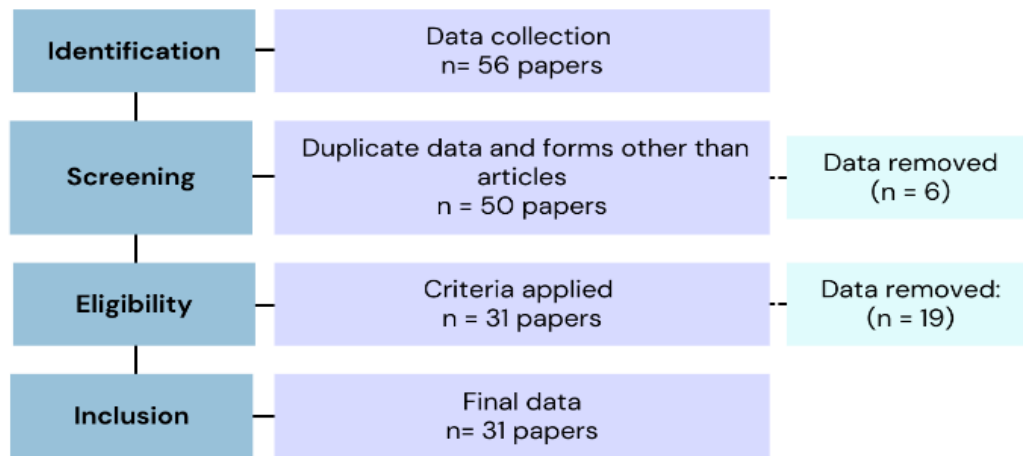 Identification
Data collection
n= 56 papers
Screening
Duplicate data and forms other than
articles
n = 50 papers
Data removed
(n = 6)
Eligibility
Criteria applied
n = 31 papers
Data removed:
(n = 19)
Inclusion
Final data
n= 31 papers